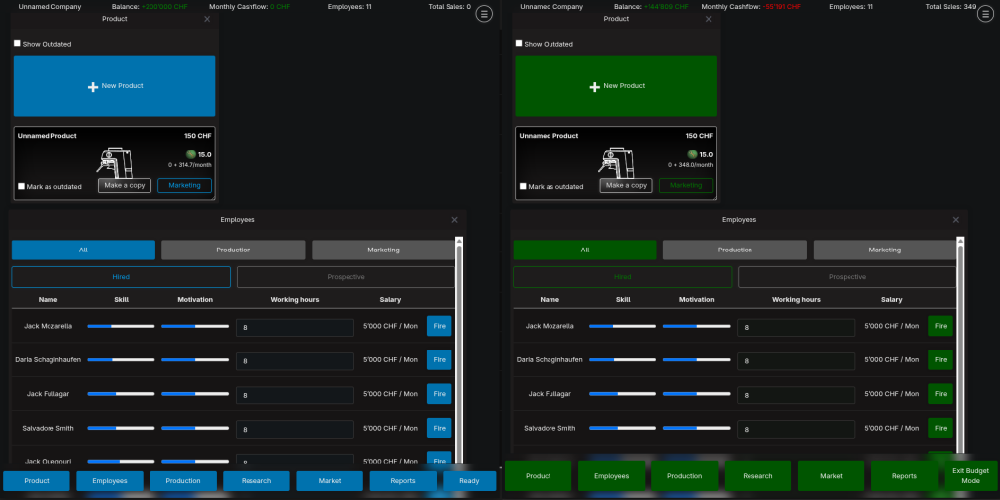 Unnamed Company Balance: +200'000 CHF Monthly Cashflow: 0 CHF Employees: 11 Total Sales: 0
Product
Show Outdated
New Product
Unnamed Product 150 CHF
15.0
0 + 314.7/month
Mark as outdated Make a copy Marketing
Employees
All Production Marketing
Hired Prospective
Name Skill Motivation Working hours Salary
Jack Mozarella 8 5'000 CHF / Mon Fire
Daria Schaginhaufen 8 5'000 CHF / Mon Fire
Jack Fullagar 8 5'000 CHF / Mon Fire
Salvadore Smith 8 5'000 CHF / Mon Fire
Jack Quegouri 8 5'000 CHF / Mon Fire
Product Employees Production Research Market Reports Ready
Unnamed Company Balance: +144'809 CHF Monthly Cashflow: -55'191 CHF Employees: 11 Total Sales: 349
Product
Show Outdated
New Product
Unnamed Product 150 CHF
15.0
0 + 348.0/month
Mark as outdated Make a copy Marketing
Employees
All Production Marketing
Hired Prospective
Name Skill Motivation Working hours Salary
Jack Mozarella 8 5'000 CHF / Mon Fire
Daria Schaginhaufen 8 5'000 CHF / Mon Fire
Jack Fullagar 8 5'000 CHF / Mon Fire
Salvadore Smith 8 5'000 CHF / Mon Fire
Product Employees Production Research Market Reports Exit Budget Mode